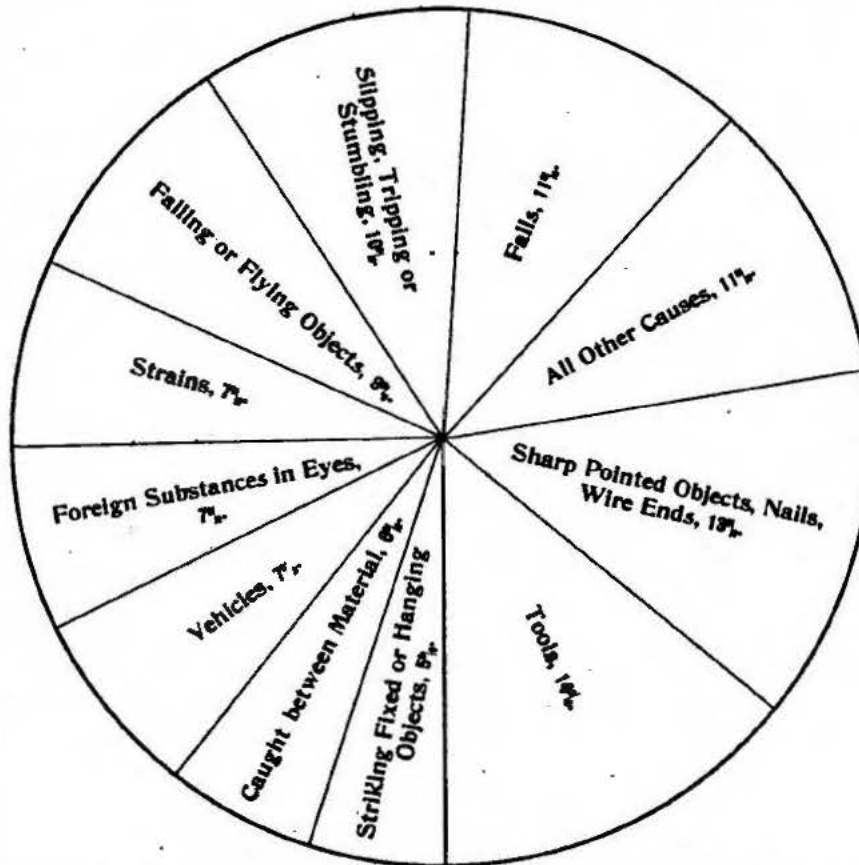 Slipping, Tripping or
Stumbling, 10%.
Falls, 11%.
All Other Causes, 11%.
Sharp Pointed Objects, Nails,
Wire Ends, 13%.
Tools, 14%.
Striking Fixed or Hanging
Objects, 5%.
Caught between Material, 6%.
Vehicles, 7%.
Foreign Substances in Eyes,
7%.
Strains, 7%.
Falling or Flying Objects, 9%.